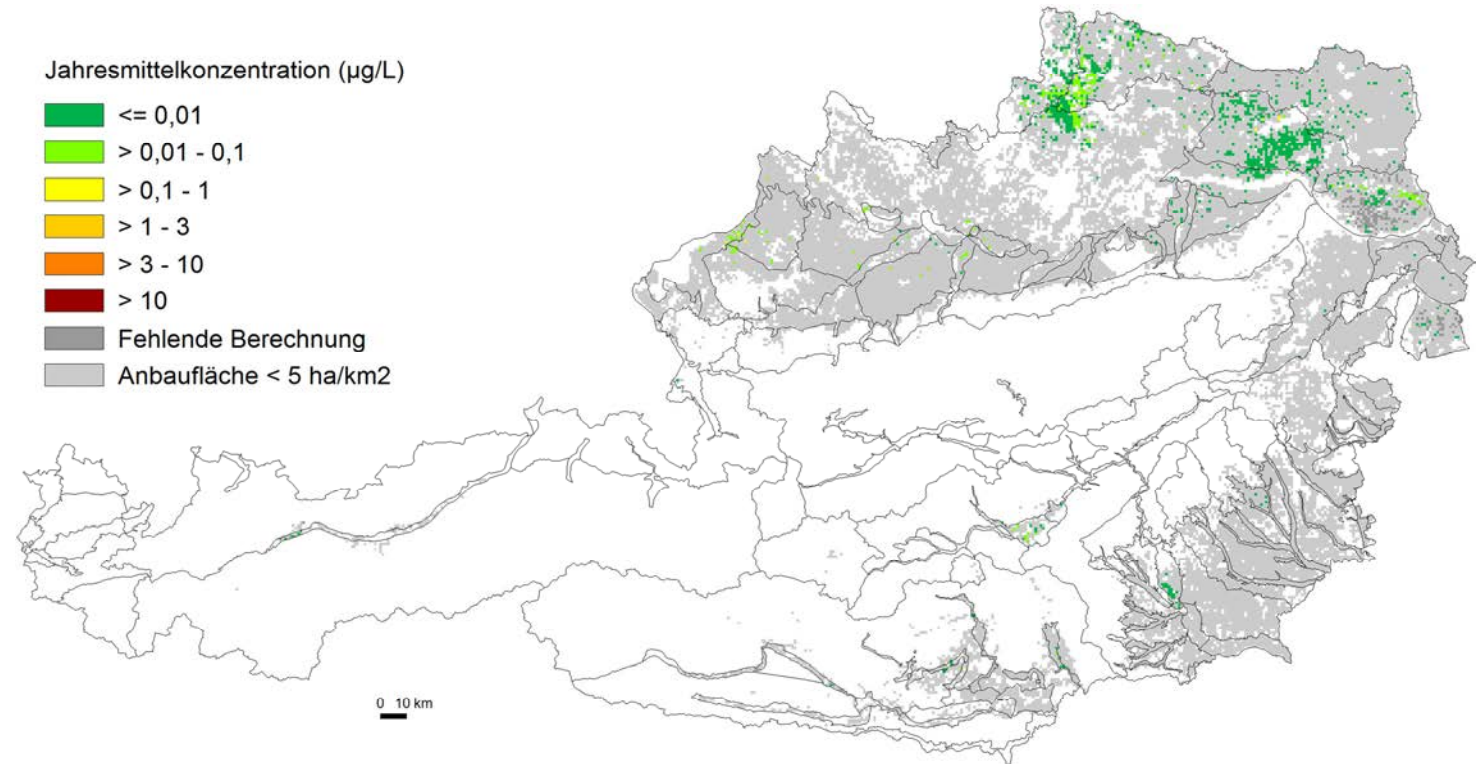 Jahresmittelkonzentration (µg/L)
<= 0,01
> 0,01 - 0,1
> 0,1 - 1
> 1 - 3
> 3 - 10
> 10
Fehlende Berechnung
Anbaufläche < 5 ha/km2
0 10 km